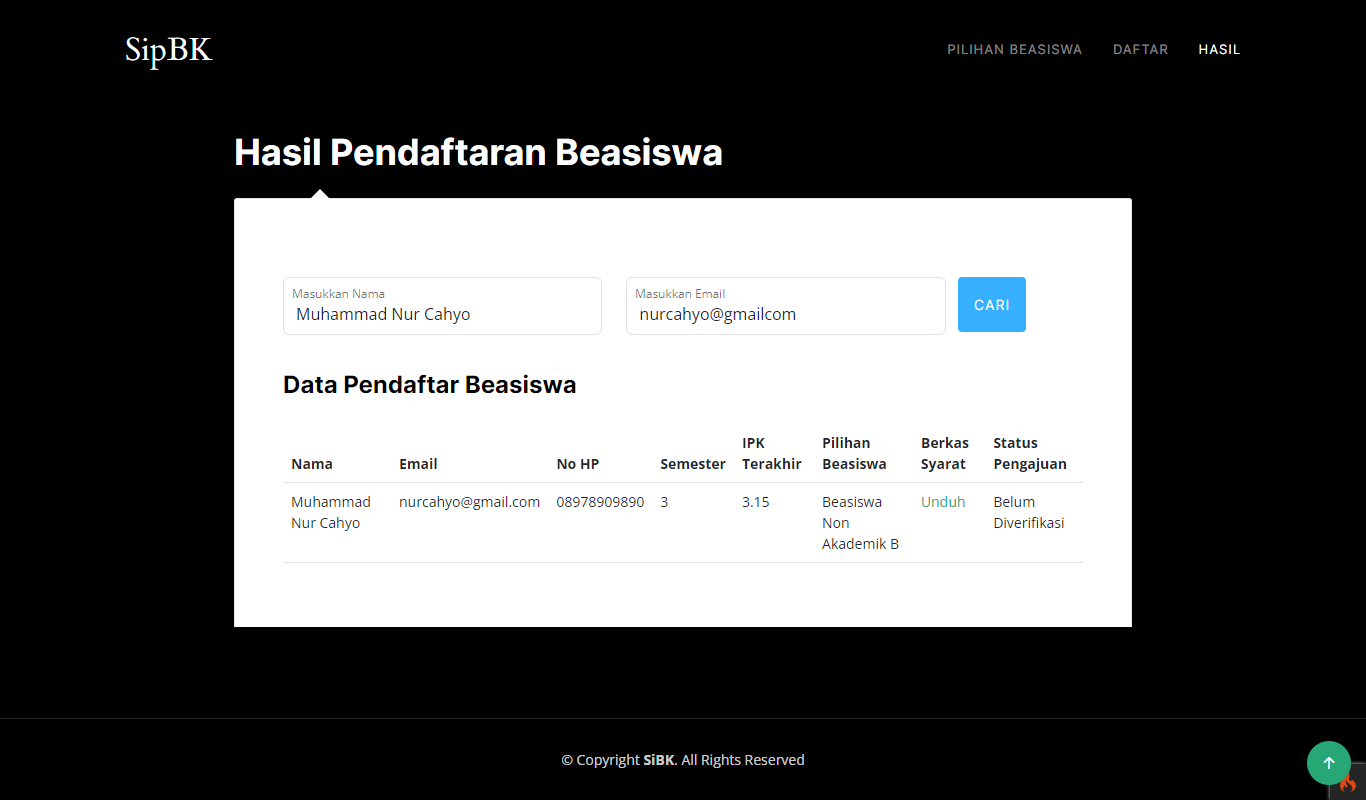 SipBK
PILIHAN BEASISWA DAFTAR HASIL
Hasil Pendaftaran Beasiswa
Masukkan Nama
Muhammad Nur Cahyo
Masukkan Email
nurcahyo@gmailcom
CARI
Data Pendaftar Beasiswa
Nama Email No HP Semester IPK Terakhir Pilihan Beasiswa Berkas Syarat Status Pengajuan
Muhammad Nur Cahyo nurcahyo@gmail.com 08978909890 3 3.15 Beasiswa Non Akademik B Unduh Belum Diverifikasi
© Copyright SiBK. All Rights Reserved